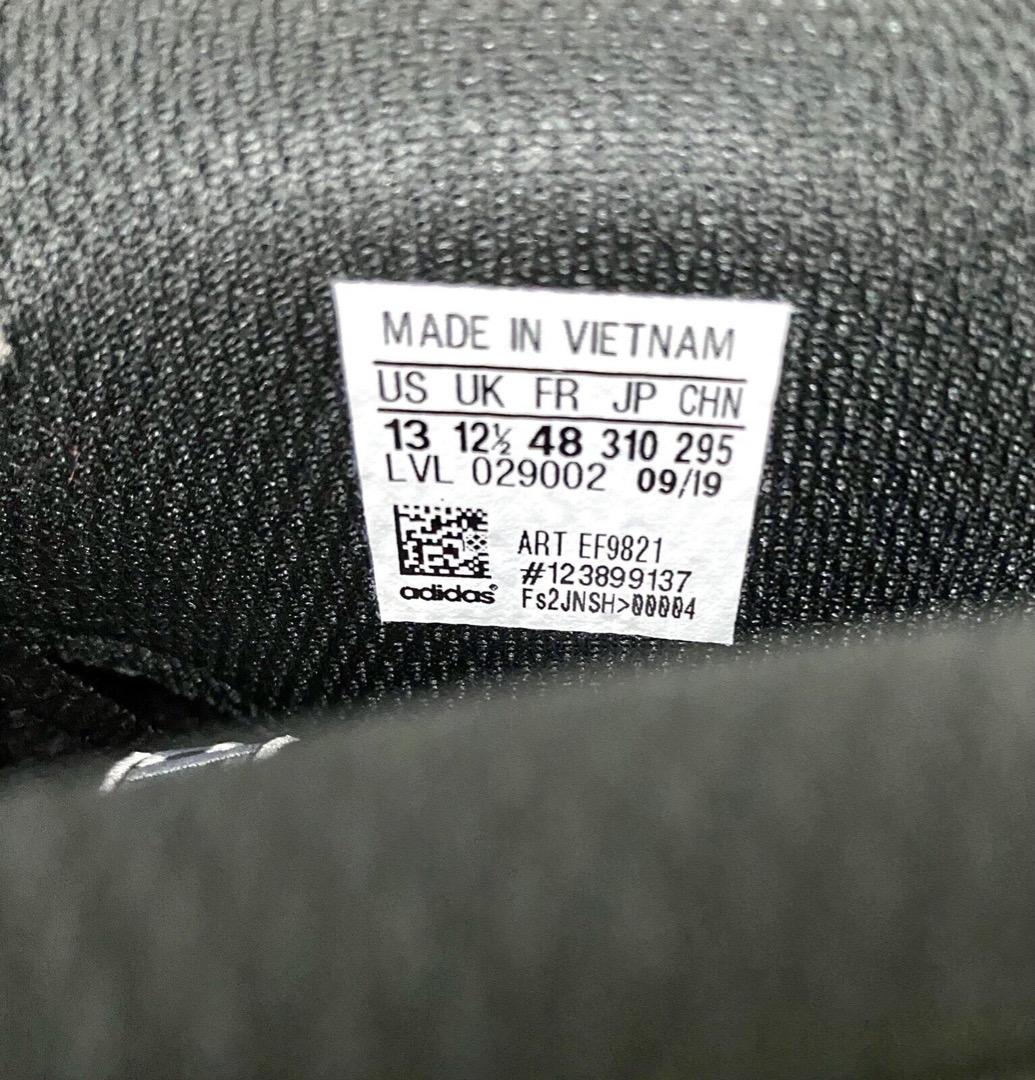 MADE IN VIETNAM
US UK FR JP CHN
13 12½ 48 310 295
LVL 029002 09/19
ART EF9821
#123899137
Fs2JNSH>00004
adidas®